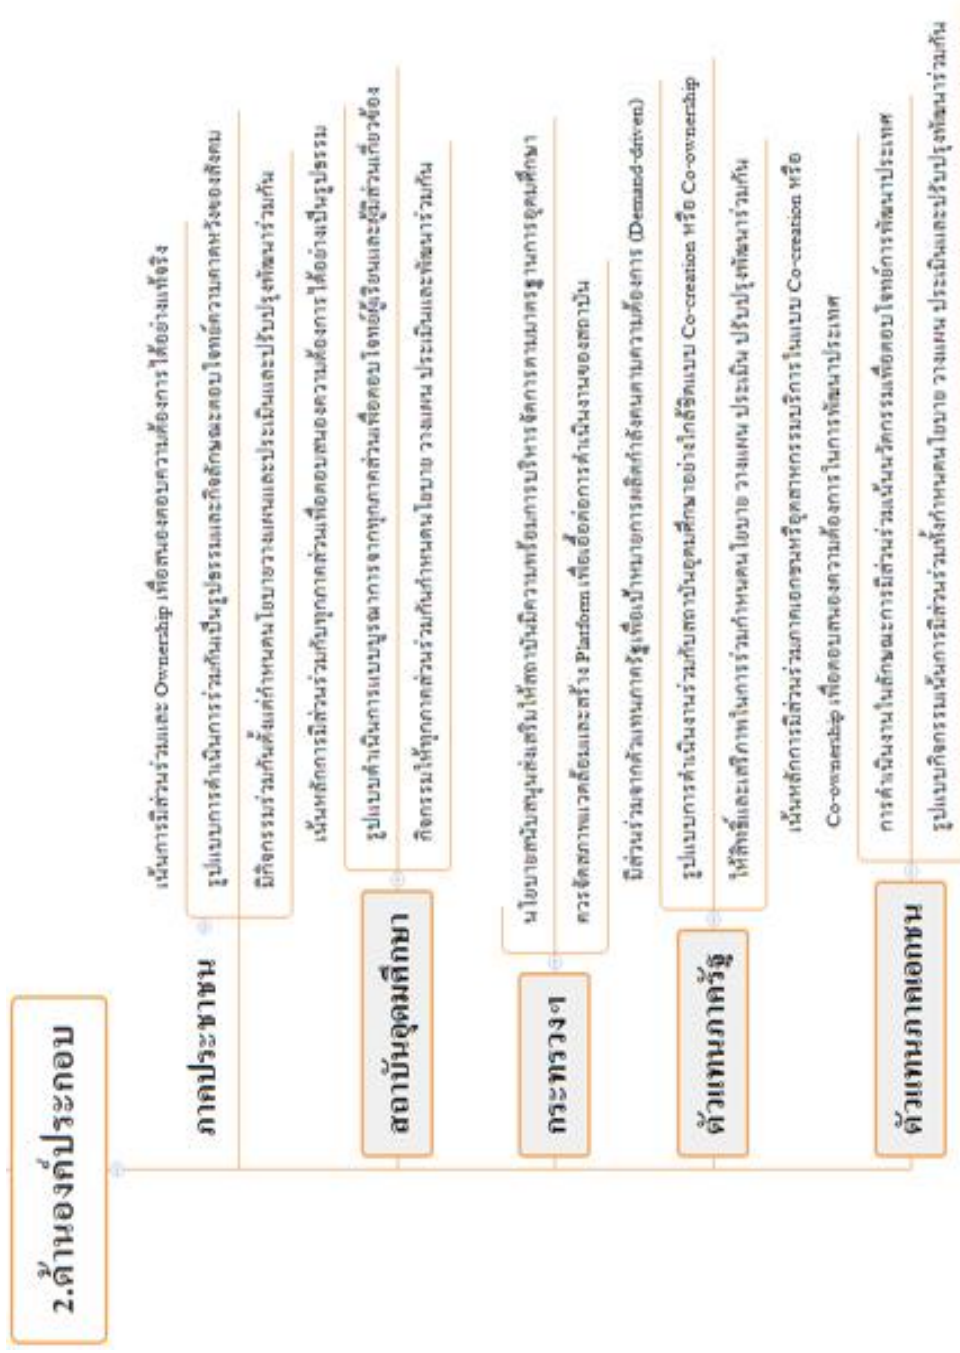 2.ด้านองค์ประกอบ
ภาคประชาชน
เน้นการมีส่วนร่วมและ Ownership เพื่อสนองตอบความต้องการได้อย่างแท้จริง
รูปแบบการดำเนินการร่วมกันเป็นรูปธรรมและกิจลักษณะตอบโจทย์ความคาดหวังของสังคม
มีกิจกรรมร่วมกันตั้งแต่กำหนดนโยบายวางแผนและประเมินและปรับปรุงพัฒนาร่วมกัน
สถาบันอุดมศึกษา
เน้นหลักการมีส่วนร่วมกับทุกภาคส่วนเพื่อตอบสนองความต้องการได้อย่างเป็นรูปธรรม
รูปแบบดำเนินการแบบบูรณาการจากทุกภาคส่วนเพื่อตอบโจทย์ผู้เรียนและผู้มีส่วนเกี่ยวข้อง
กิจกรรมให้ทุกภาคส่วนร่วมกันกำหนดนโยบาย วางแผน ประเมินและพัฒนาร่วมกัน
กระทรวงฯ
นโยบายสนับสนุนส่งเสริมให้สถาบันมีความพร้อมการบริหารจัดการตามมาตรฐานการอุดมศึกษา
ควรจัดสภาพแวดล้อมและสร้าง Platform เพื่อเอื้อต่อการดำเนินงานของสถาบัน
ตัวแทนภาครัฐ
มีส่วนร่วมจากตัวแทนภาครัฐเพื่อเป้าหมายการผลิตกำลังคนตามความต้องการ (Demand-driven)
รูปแบบการดำเนินงานร่วมกับสถาบันอุดมศึกษาอย่างใกล้ชิดแบบ Co-creation หรือ Co-ownership
ให้สิทธิ์และเสรีภาพในการร่วมกำหนดนโยบาย วางแผน ประเมิน ปรับปรุงพัฒนาร่วมกัน
ตัวแทนภาคเอกชน
เน้นหลักการมีส่วนร่วมภาคเอกชนหรืออุตสาหกรรมบริการในแบบ Co-creation หรือ
Co-ownership เพื่อตอบสนองความต้องการในการพัฒนาประเทศ
การดำเนินงานในลักษณะการมีส่วนร่วมเน้นนวัตกรรมเพื่อตอบโจทย์การพัฒนาประเทศ
รูปแบบกิจกรรมเน้นการมีส่วนร่วมทั้งกำหนดนโยบาย วางแผน ประเมินและปรับปรุงพัฒนาร่วมกัน